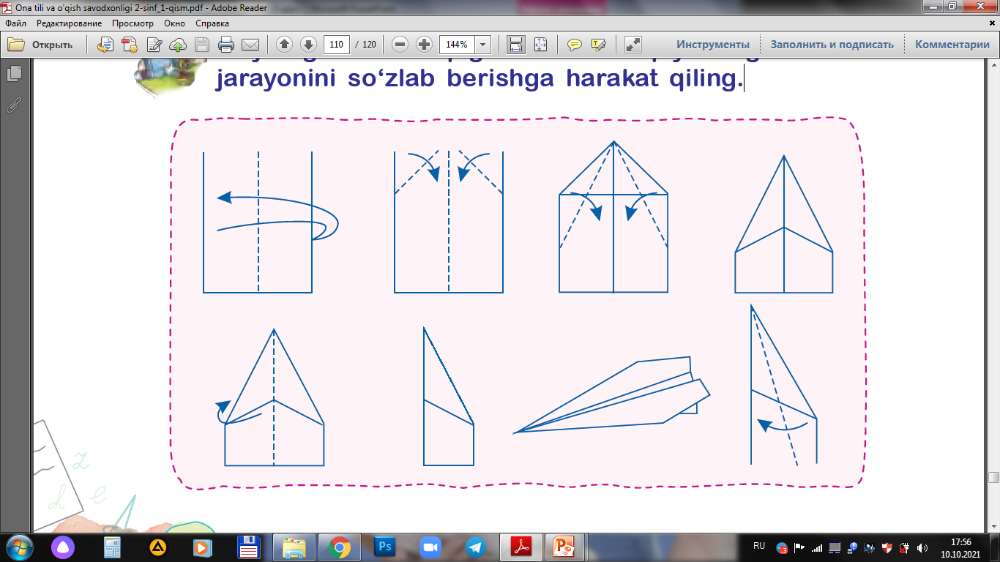 Ona tili va o'qish savodxonligi 2-sinf_1-qism.pdf - Adobe Reader
Файл Редактирование Просмотр Окно Справка
Открыть 110 / 120 144% Инструменты Заполнить и подписать Комментарии
jarayonini so‘zlab berishga harakat qiling.
z
d e
Ps RU 17:56
10.10.2021